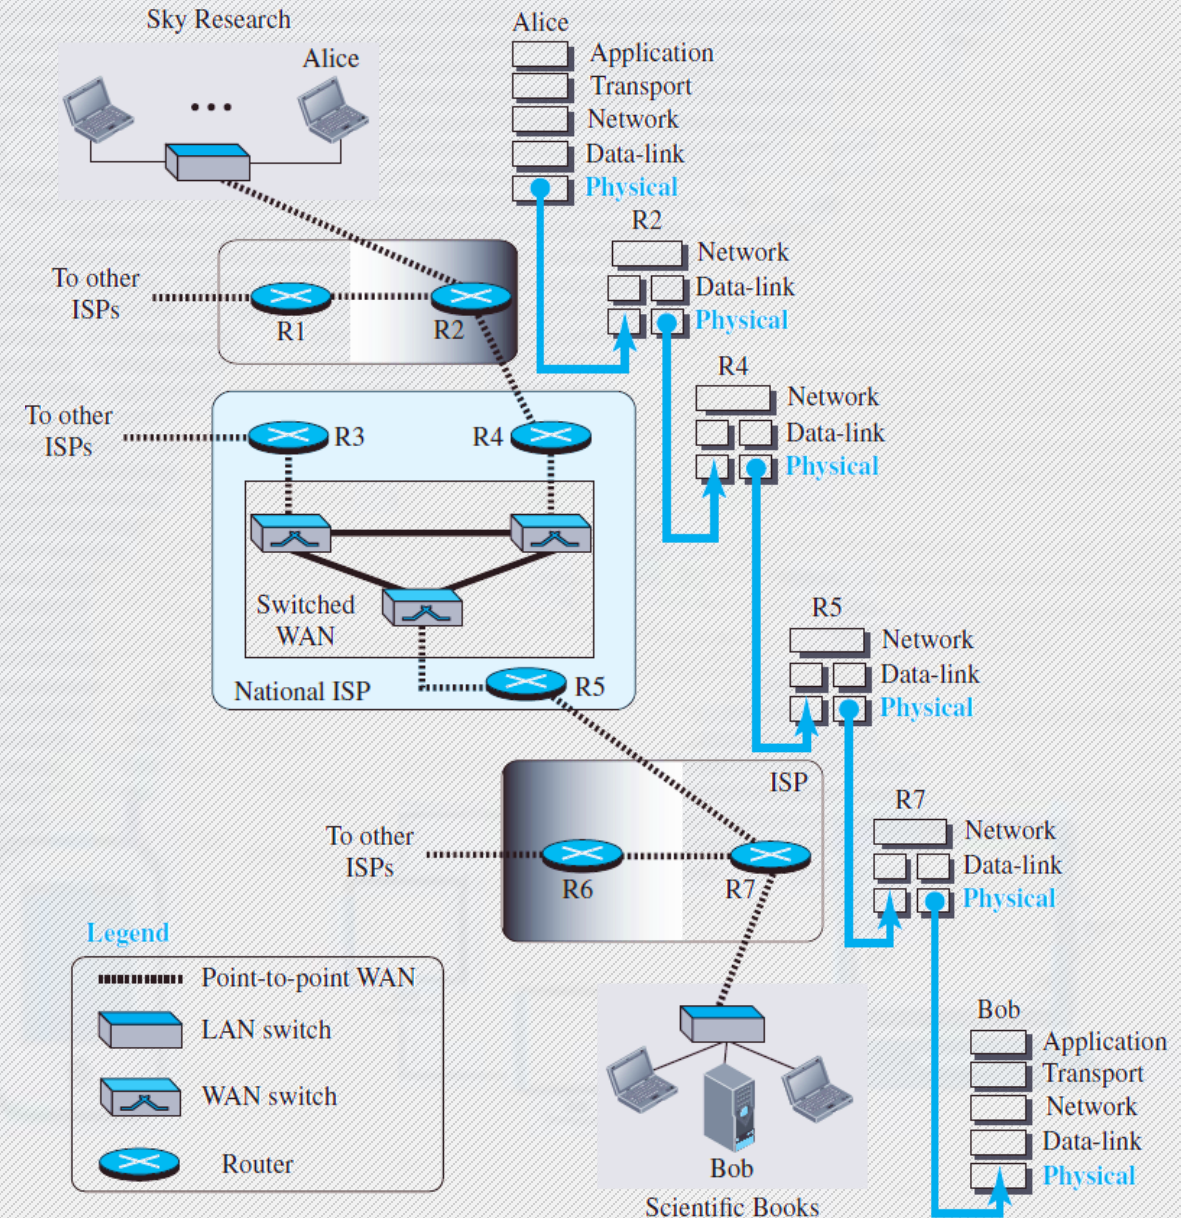 Sky Research
Alice
Alice
Application
Transport
Network
Data-link
Physical
R2
Network
Data-link
Physical
To other
ISPs
R1
R2
R4
Network
Data-link
Physical
To other
ISPs
R3
R4
Switched
WAN
National ISP
R5
R5
Network
Data-link
Physical
ISP
To other
ISPs
R6
R7
R7
Network
Data-link
Physical
Legend
Point-to-point WAN
LAN switch
WAN switch
Router
Bob
Scientific Books
Bob
Application
Transport
Network
Data-link
Physical